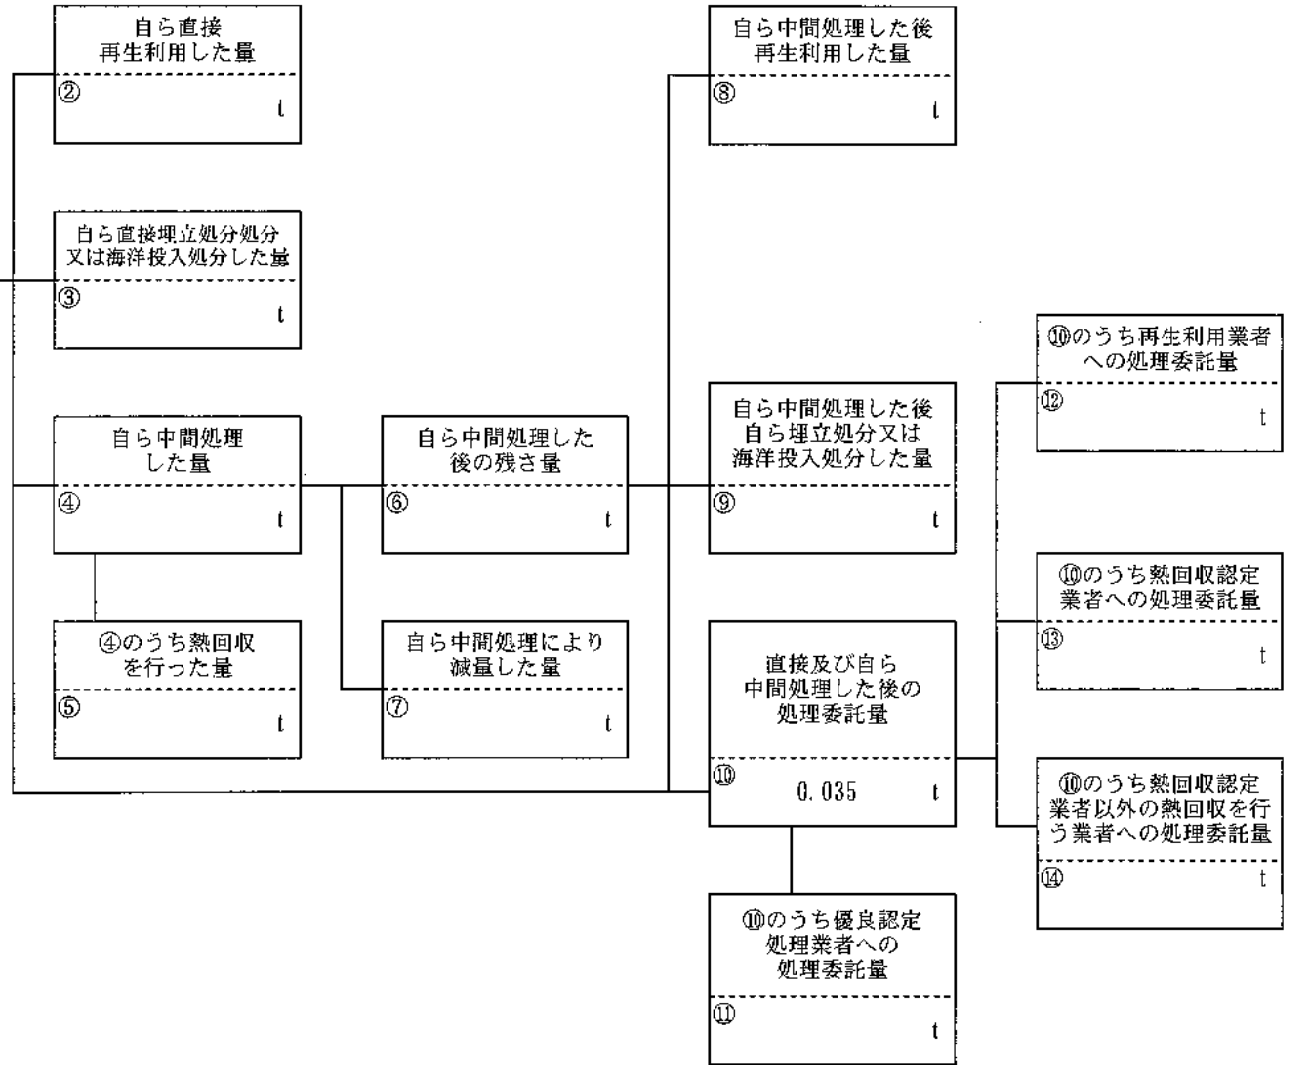 自ら直接
再生利用した量
②
t
自ら直接埋立処分処分
又は海洋投入処分した量
③
t
自ら中間処理
した量
④
t
④のうち熱回収
を行った量
⑤
t
自ら中間処理した
後の残さ量
⑥
t
自ら中間処理により
減量した量
⑦
t
自ら中間処理した後
再生利用した量
⑧
t
自ら中間処理した後
自ら埋立処分又は
海洋投入処分した量
⑨
t
直接及び自ら
中間処理した後の
処理委託量
⑩
0.035 t
⑩のうち優良認定
処理業者への
処理委託量
⑪
t
⑩のうち再生利用業者
への処理委託量
⑫
t
⑩のうち熱回収認定
業者への処理委託量
⑬
t
⑩のうち熱回収認定
業者以外の熱回収を行
う業者への処理委託量
⑭
t